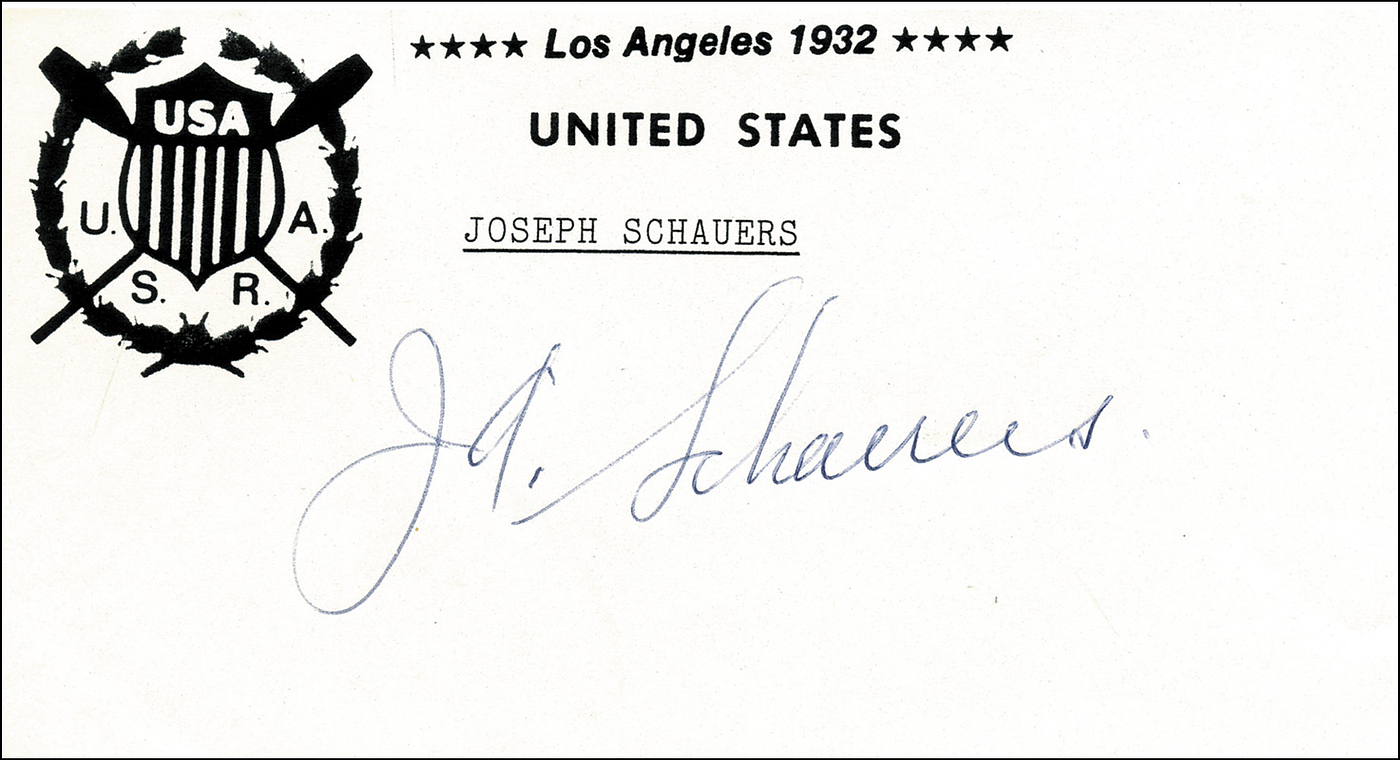 ★★★★ Los Angeles 1932 ★★★★
UNITED STATES
JOSEPH SCHAUERS
USA
U. S. R. A.
Schauers.